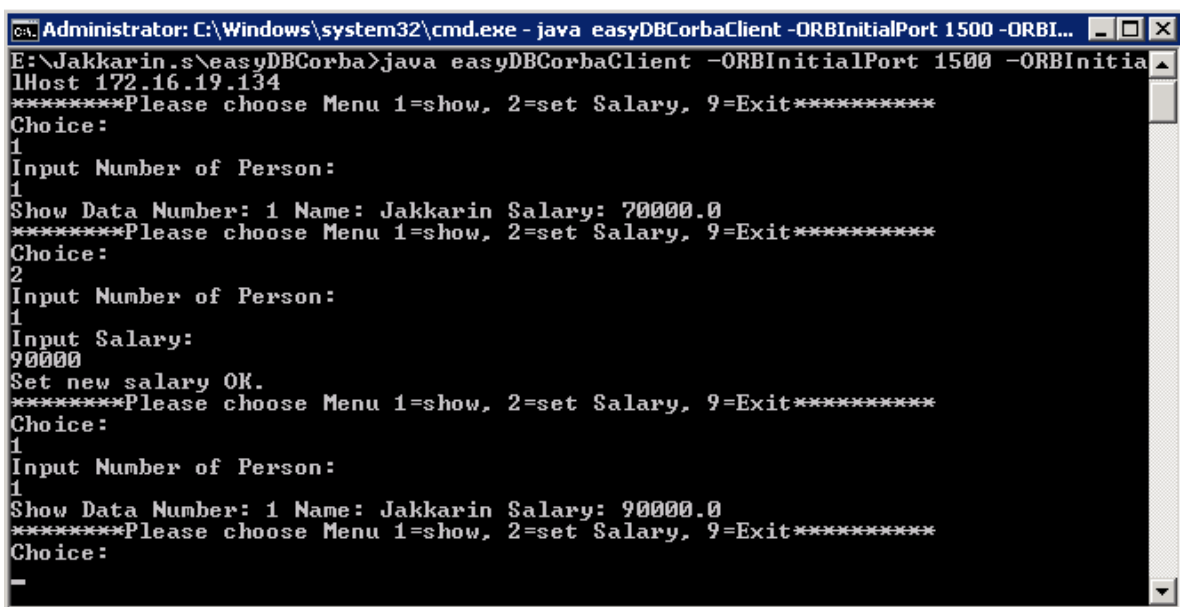 Administrator: C:\Windows\system32\cmd.exe - java easyDBCorbaClient -ORBInitialPort 1500 -ORBI...
E:\Jakkarin.s\easyDBCorba>java easyDBCorbaClient -ORBInitialPort 1500 -ORBInitia
lHost 172.16.19.134
********Please choose Menu 1=show, 2=set Salary, 9=Exit**********
Choice:
1
Input Number of Person:
1
Show Data Number: 1 Name: Jakkarin Salary: 70000.0
********Please choose Menu 1=show, 2=set Salary, 9=Exit**********
Choice:
2
Input Number of Person:
1
Input Salary:
90000
Set new salary OK.
********Please choose Menu 1=show, 2=set Salary, 9=Exit**********
Choice:
1
Input Number of Person:
1
Show Data Number: 1 Name: Jakkarin Salary: 90000.0
********Please choose Menu 1=show, 2=set Salary, 9=Exit**********
Choice: